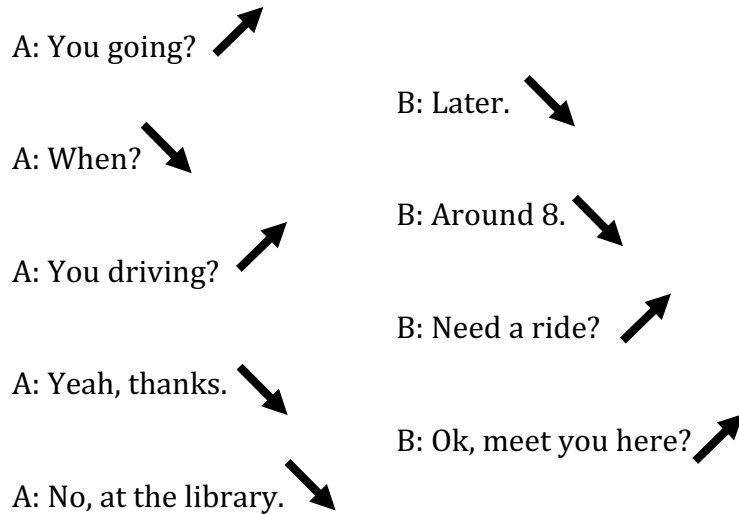 A: You going?
B: Later.
A: When?
B: Around 8.
A: You driving?
B: Need a ride?
A: Yeah, thanks.
B: Ok, meet you here?
A: No, at the library.